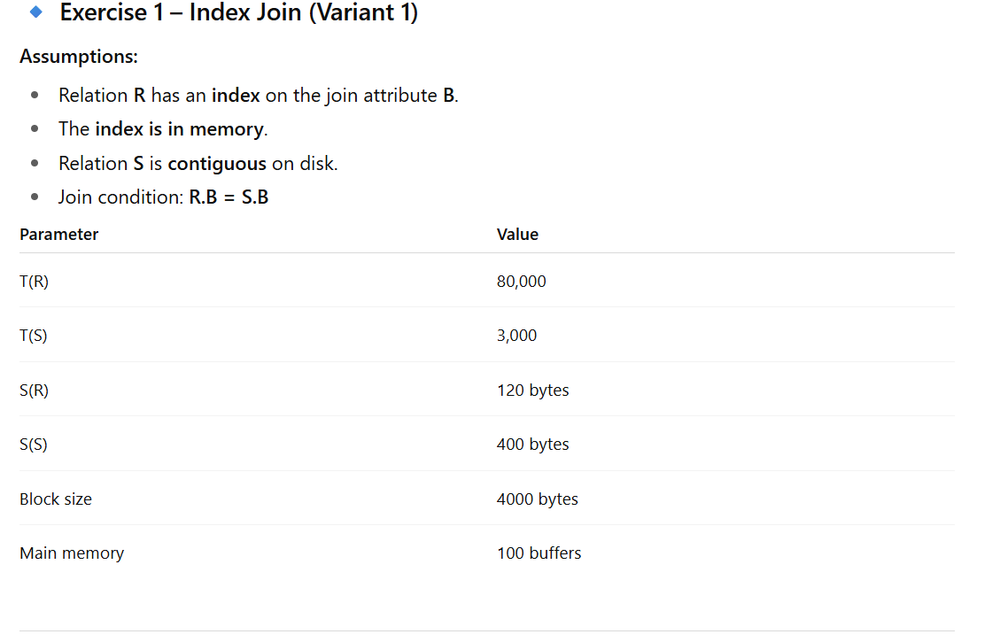 Exercise 1 – Index Join (Variant 1)
Assumptions:
Relation R has an index on the join attribute B.
The index is in memory.
Relation S is contiguous on disk.
Join condition: R.B = S.B
Parameter Value
T(R) 80,000
T(S) 3,000
S(R) 120 bytes
S(S) 400 bytes
Block size 4000 bytes
Main memory 100 buffers